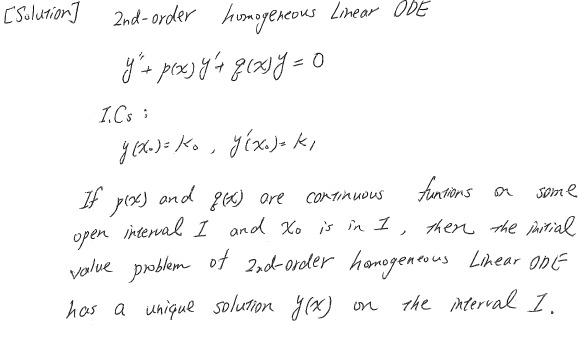 [Solution] 2nd-order homogeneous Linear ODE
y'' + p(x)y' + q(x)y = 0
I.Cs :
y(x₀) = k₀ , y'(x₀) = k₁
If p(x) and q(x) are continuous funtions on some
open interval I and x₀ is in I , then the initial
value problem of 2nd-order homogeneous Linear ODE
has a unique solution y(x) on the interval I.